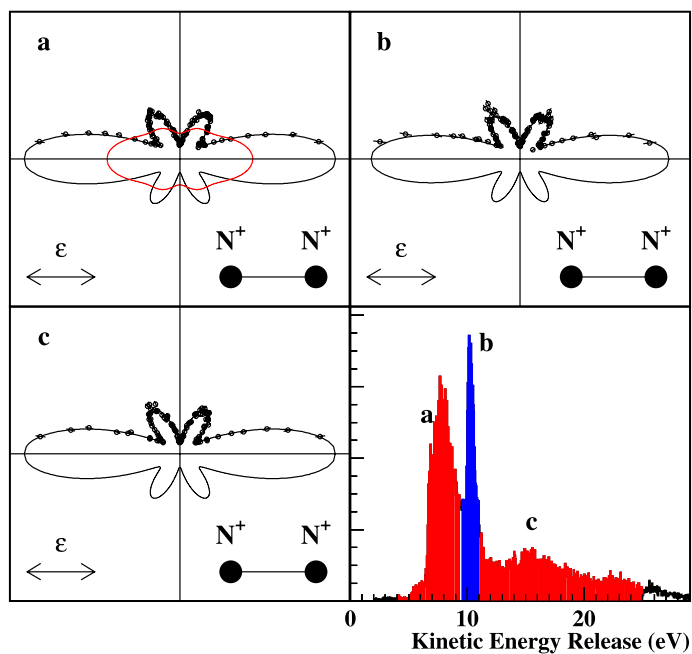 a
b
ε
N⁺ N⁺
ε
N⁺ N⁺
c
ε
N⁺ N⁺
a
b
c
0 10 20
Kinetic Energy Release (eV)